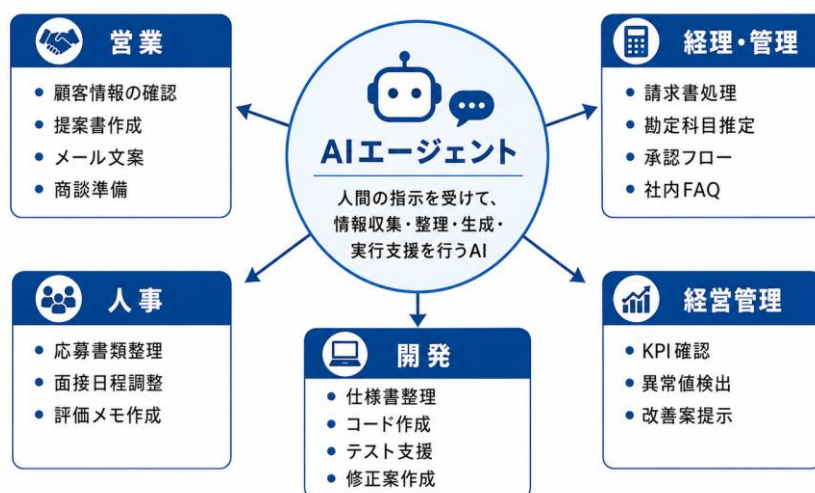 営業
顧客情報の確認
提案書作成
メール文案
商談準備
AIエージェント
人間の指示を受けて、
情報収集・整理・生成・
実行支援を行うAI
経理・管理
請求書処理
勘定科目推定
承認フロー
社内FAQ
人事
応募書類整理
面接日程調整
評価メモ作成
開発
仕様書整理
コード作成
テスト支援
修正案作成
経営管理
KPI確認
異常値検出
改善案提示